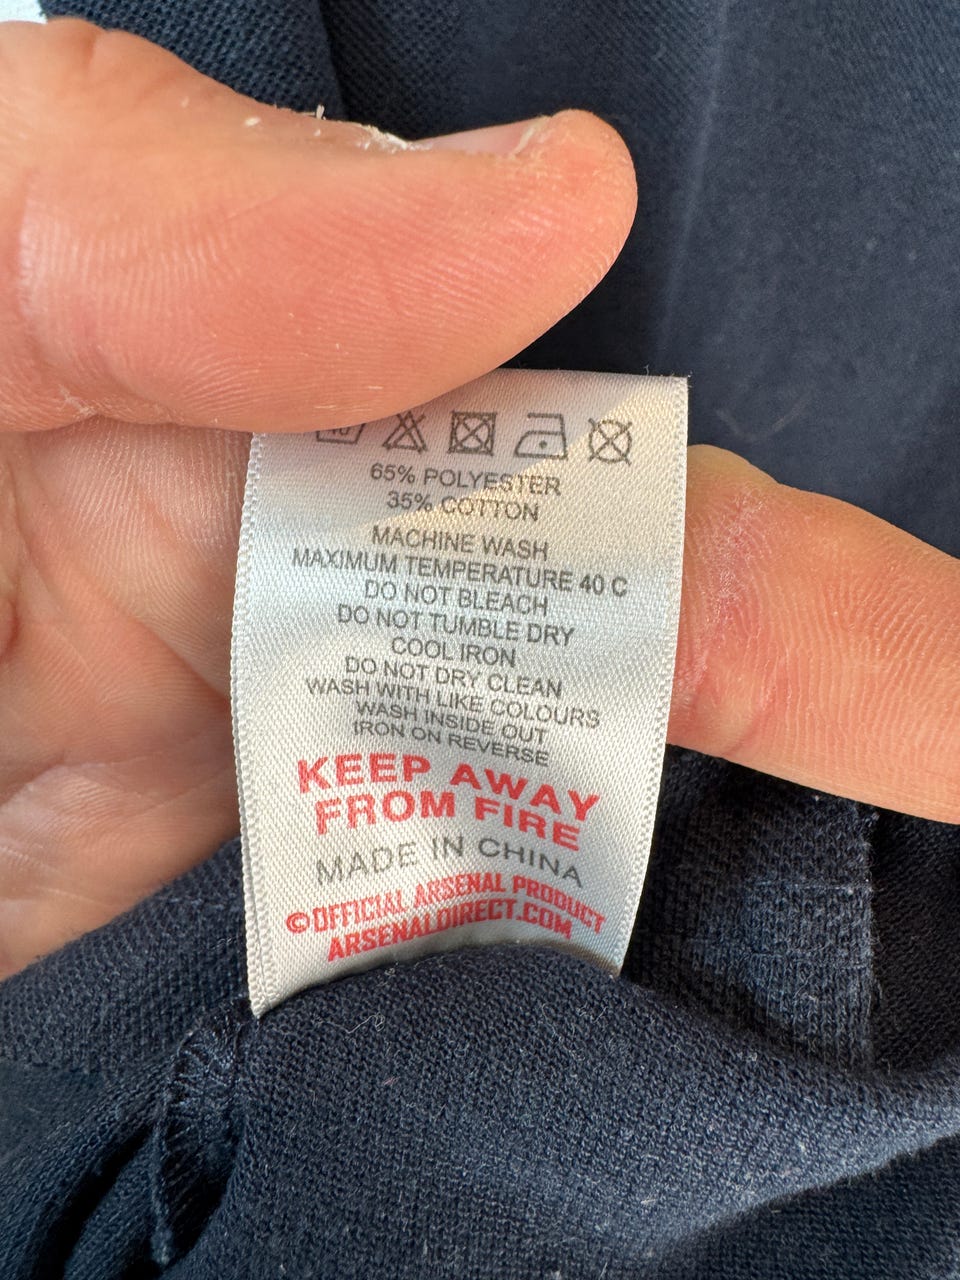 40
65% POLYESTER
35% COTTON
MACHINE WASH
MAXIMUM TEMPERATURE 40 C
DO NOT BLEACH
DO NOT TUMBLE DRY
COOL IRON
DO NOT DRY CLEAN
WASH WITH LIKE COLOURS
WASH INSIDE OUT
IRON ON REVERSE
KEEP AWAY
FROM FIRE
MADE IN CHINA
©OFFICIAL ARSENAL PRODUCT
ARSENALDIRECT.COM